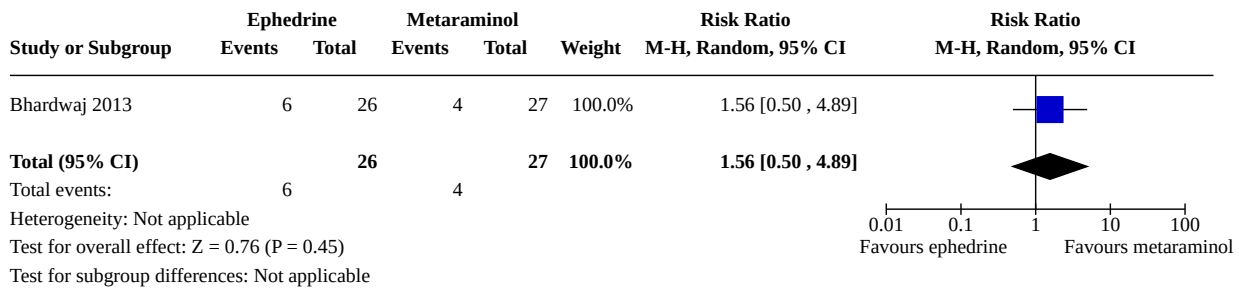 Ephedrine Metaraminol Risk Ratio Risk Ratio
Study or Subgroup Events Total Events Total Weight M-H, Random, 95% CI M-H, Random, 95% CI
Bhardwaj 2013 6 26 4 27 100.0% 1.56 [0.50 , 4.89]
Total (95% CI) 26 27 100.0% 1.56 [0.50 , 4.89]
Total events: 6 4
Heterogeneity: Not applicable
0.01 0.1 1 10 100
Test for overall effect: Z = 0.76 (P = 0.45) Favours ephedrine Favours metaraminol
Test for subgroup differences: Not applicable